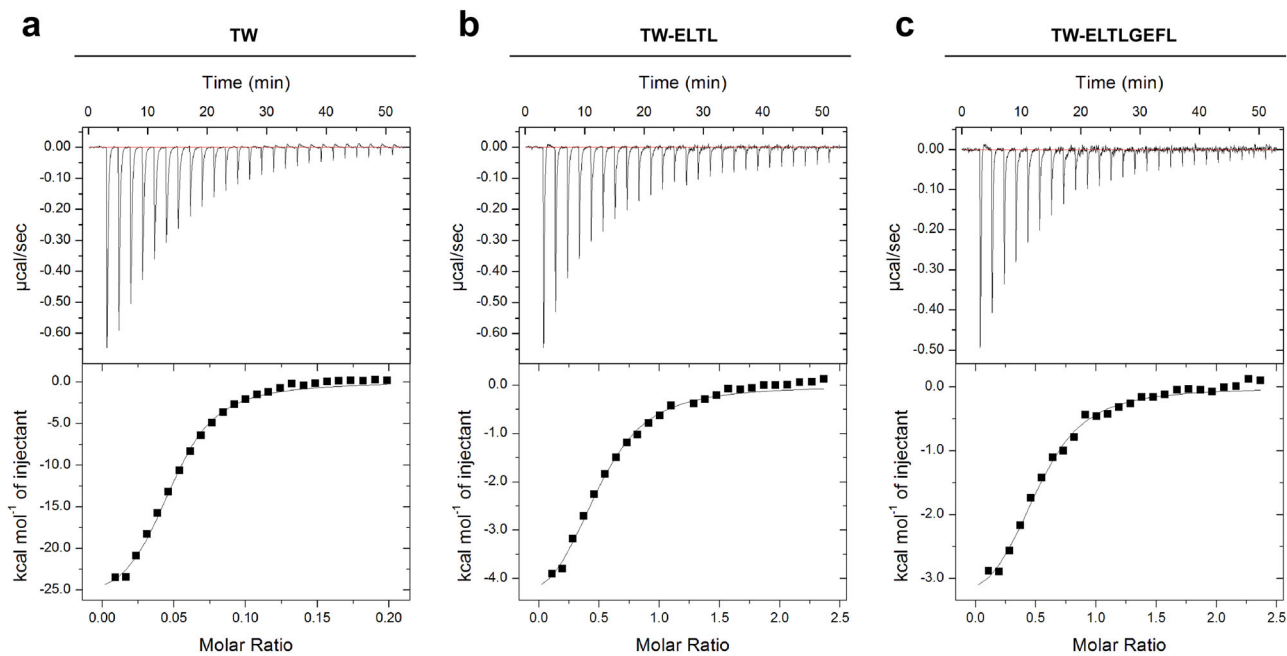 a b c
TW TW-ELTL TW-ELTLGEFL
Time (min) Time (min) Time (min)
0 10 20 30 40 50 0 10 20 30 40 50 0 10 20 30 40 50
0.00 0.00 0.00
-0.10 -0.10 -0.10
-0.20 -0.20 -0.20
-0.30 -0.30 -0.30
-0.40 -0.40 -0.40
-0.50 -0.50 -0.50
-0.60 -0.60
µcal/sec µcal/sec µcal/sec
0.0 0.0 0.0
-5.0 -1.0 -1.0
-10.0 -2.0 -2.0
-15.0 -3.0 -3.0
-20.0 -4.0
-25.0
kcal mol⁻¹ of injectant kcal mol⁻¹ of injectant kcal mol⁻¹ of injectant
0.00 0.05 0.10 0.15 0.20 0.0 0.5 1.0 1.5 2.0 2.5 0.0 0.5 1.0 1.5 2.0 2.5
Molar Ratio Molar Ratio Molar Ratio